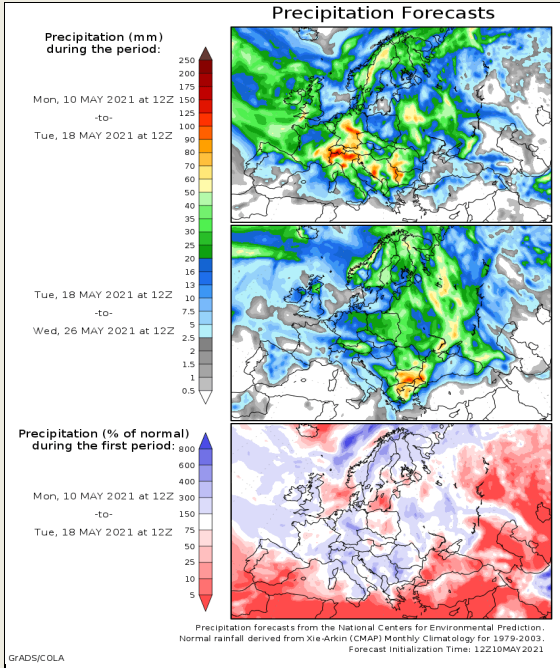 Precipitation Forecasts
Precipitation (mm)
during the period:
Mon, 10 MAY 2021 at 12Z
-to-
Tue, 18 MAY 2021 at 12Z
250
200
175
150
125
100
90
80
70
60
50
40
35
30
25
20
16
13
10
7.5
5
2.5
2
1.5
1
0.5
Tue, 18 MAY 2021 at 12Z
-to-
Wed, 26 MAY 2021 at 12Z
Precipitation (% of normal)
during the first period:
Mon, 10 MAY 2021 at 12Z
-to-
Tue, 18 MAY 2021 at 12Z
800
600
400
300
150
75
50
25
10
5
Precipitation forecasts from the National Centers for Environmental Prediction.
Normal rainfall derived from Xie-Arkin (CMAP) Monthly Climatology for 1979-2003.
Forecast Initialization Time: 12Z10MAY2021
GrADS/COLA